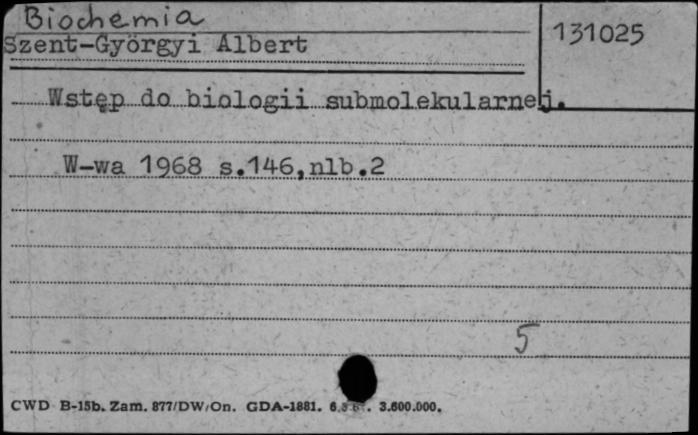 Biochemia
131025
Szent-Györgyi Albert
Wstęp do biologii submolekularnej.
W-wa 1968 s.146,nlb.2
5
CWD B-15b. Zam. 877/DW/On. GDA-1881. 3.600.000.